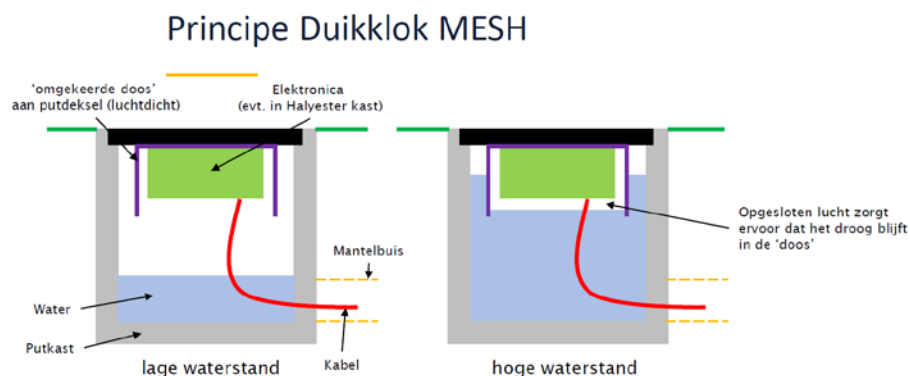 Principe Duikklok MESH
'omgekeerde doos'
aan putdeksel (luchtdicht)
Elektronica
(evt. in Halyester kast)
Mantelbuis
Water
Putkast
Kabel
lage waterstand
Opgesloten lucht zorgt
ervoor dat het droog blijft
in de 'doos'
hoge waterstand